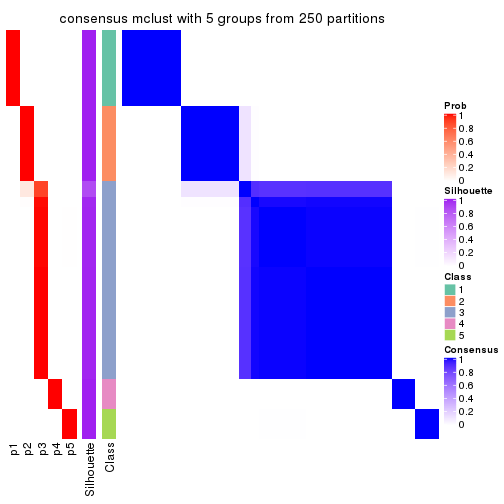 consensus mclust with 5 groups from 250 partitions
Prob
1
0.8
0.6
0.4
0.2
0
Silhouette
1
0.8
0.6
0.4
0.2
0
Class
1
2
3
4
5
Consensus
1
0.8
0.6
0.4
0.2
0
p1
p2
p3
p4
p5
Silhouette
Class